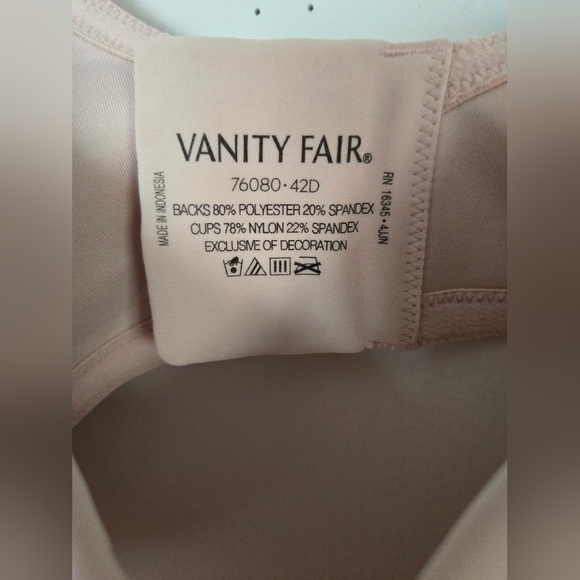 VANITY FAIR®
76080·42D
BACKS 80% POLYESTER 20% SPANDEX
CUPS 78% NYLON 22% SPANDEX
EXCLUSIVE OF DECORATION
MADE IN INDONESIA
RN 16345·4JJN